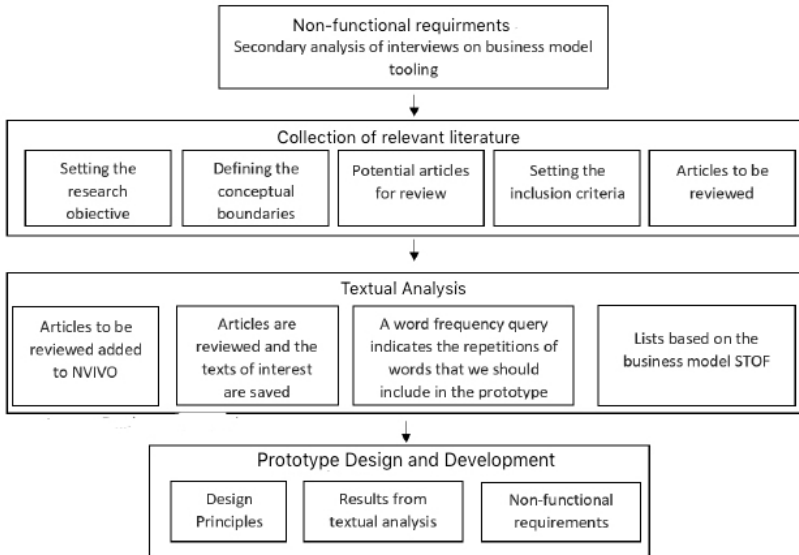 Non-functional requirments
Secondary analysis of interviews on business model
tooling
Collection of relevant literature
Setting the
research
obiective
Defining the
conceptual
boundaries
Potential articles
for review
Setting the
inclusion criteria
Articles to be
reviewed
Textual Analysis
Articles to be
reviewed added
to NVIVO
Articles are
reviewed and the
texts of interest
are saved
A word frequency query
indicates the repetitions of
words that we should
include in the prototype
Lists based on the
business model STOF
Prototype Design and Development
Design
Principles
Results from
textual analysis
Non-functional
requirements